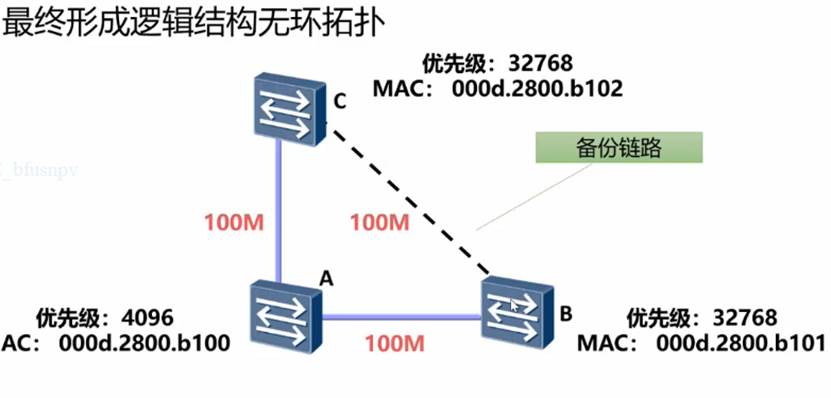 最终形成逻辑结构无环拓扑
优先级：32768
MAC： 000d.2800.b102
C
备份链路
_bfusnpv
100M
100M
A
优先级：4096
AC： 000d.2800.b100
B
优先级：32768
MAC： 000d.2800.b101
100M